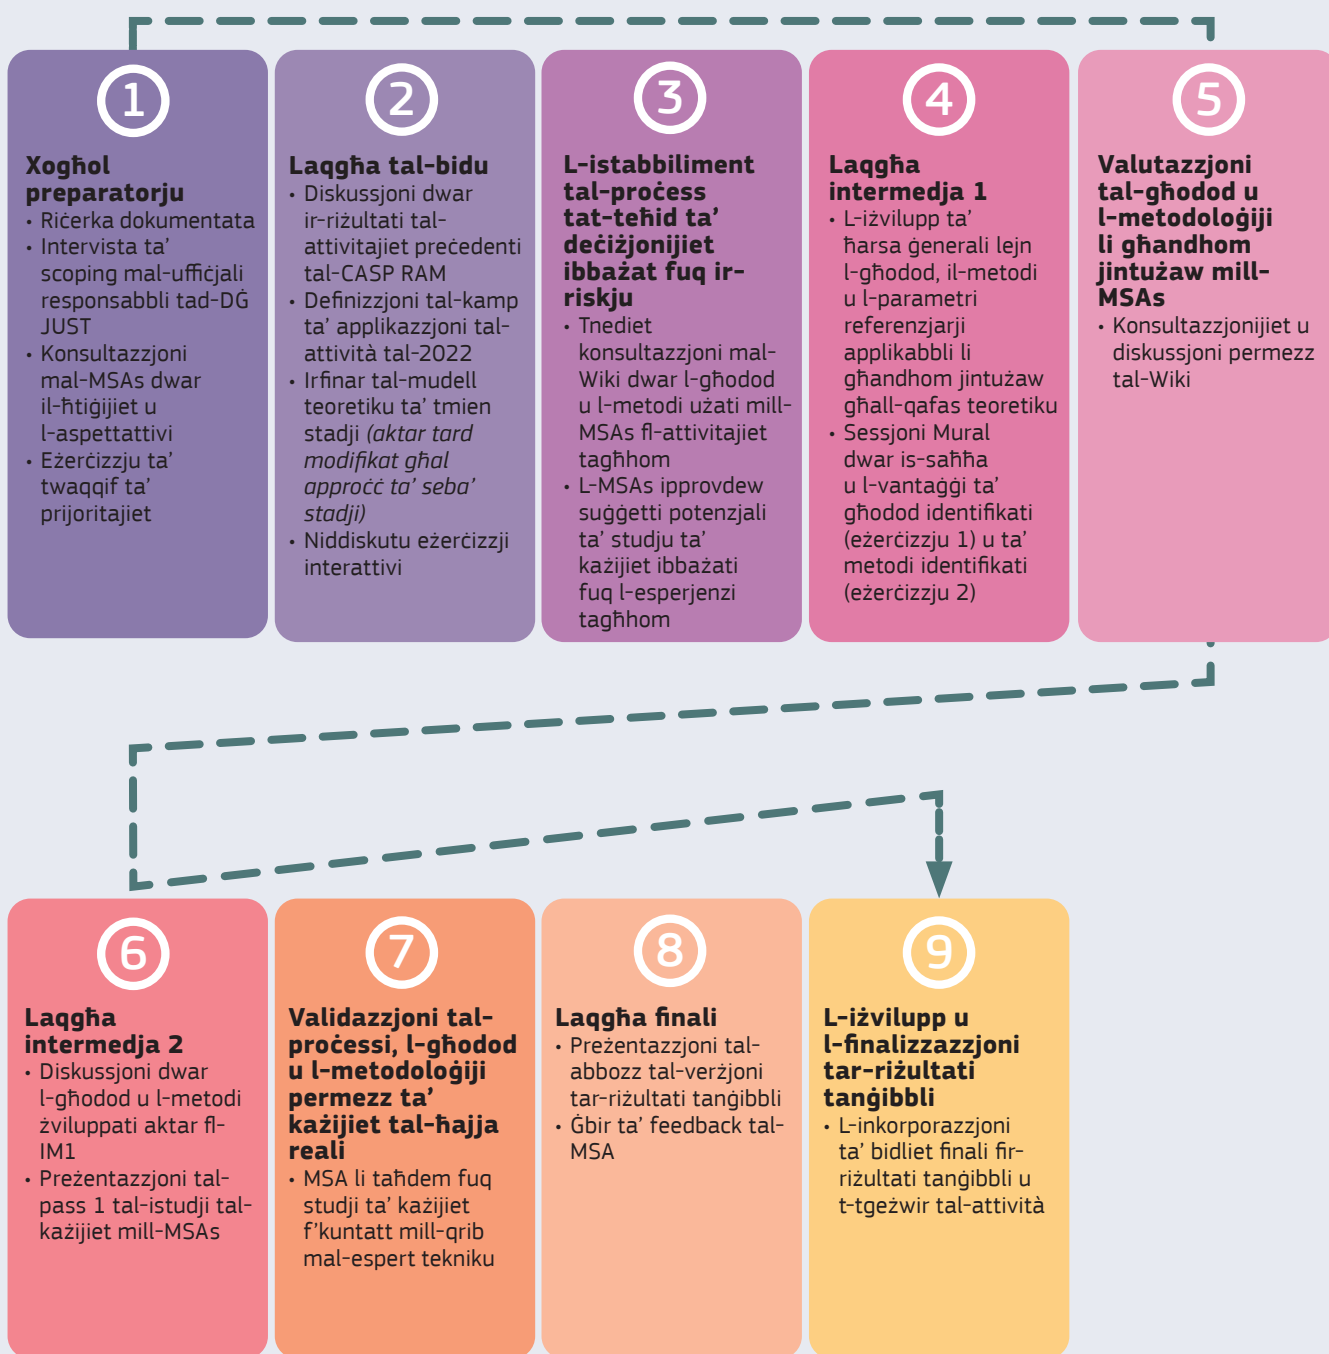 1
Xogħol
preparatorju
• Riċerka dokumentata
• Intervista ta'
scoping mal-uffiċjali
responsabbli tad-DĠ
JUST
• Konsultazzjoni
mal-MSAs dwar
il-ħtiġijiet u
l-aspettattivi
• Eżerċizzju ta'
twaqqif ta'
prijoritajiet
2
Laqgħa tal-bidu
• Diskussjoni dwar
ir-riżultati tal-
attivitajiet preċedenti
tal-CASP RAM
• Definizzjoni tal-kamp
ta' applikazzjoni tal-
attività tal-2022
• Irfinar tal-mudell
teoretiku ta' tmien
stadji (aktar tard
modifikat għal
approċċ ta' seba'
stadji)
• Niddiskutu eżerċizzji
interattivi
3
L-istabbiliment
tal-proċess
tat-teħid ta'
deċiżjonijiet
ibbażat fuq ir-
riskju
• Tnediet
konsultazzjoni mal-
Wiki dwar l-għodod
u l-metodi użati mill-
MSAs fl-attivitajiet
tagħhom
• L-MSAs ipprovdew
suġġetti potenzjali
ta' studju ta'
każijiet ibbażati
fuq l-esperjenzi
tagħhom
4
Laqgħa
intermedja 1
• L-iżvilupp ta'
ħarsa ġenerali lejn
l-għodod, il-metodi
u l-parametri
referenzjarji
applikabbli li
għandhom jintużaw
għall-qafas teoretiku
• Sessjoni Mural
dwar is-saħħa
u l-vantaġġi ta'
għodod identifikati
(eżerċizzju 1) u ta'
metodi identifikati
(eżerċizzju 2)
5
Valutazzjoni
tal-għodod u
l-metodoloġiji
li għandhom
jintużaw mill-
MSAs
• Konsultazzjonijiet u
diskussjoni permezz
tal-Wiki
6
Laqgħa
intermedja 2
• Diskussjoni dwar
l-għodod u l-metodi
żviluppati aktar fl-
IM1
• Preżentazzjoni tal-
pass 1 tal-istudji tal-
każijiet mill-MSAs
7
Validazzjoni tal-
proċessi, l-għodod
u l-metodoloġiji
permezz ta'
każijiet tal-ħajja
reali
• MSA li taħdem fuq
studji ta' każijiet
f'kuntatt mill-qrib
mal-espert tekniku
8
Laqgħa finali
• Preżentazzjoni tal-
abbozz tal-verżjoni
tar-riżultati tanġibbli
• Ġbir ta' feedback tal-
MSA
9
L-iżvilupp u
l-finalizzazzjoni
tar-riżultati
tanġibbli
• L-inkorporazzjoni
ta' bidliet finali fir-
riżultati tanġibbli u
t-tgeżwir tal-attività